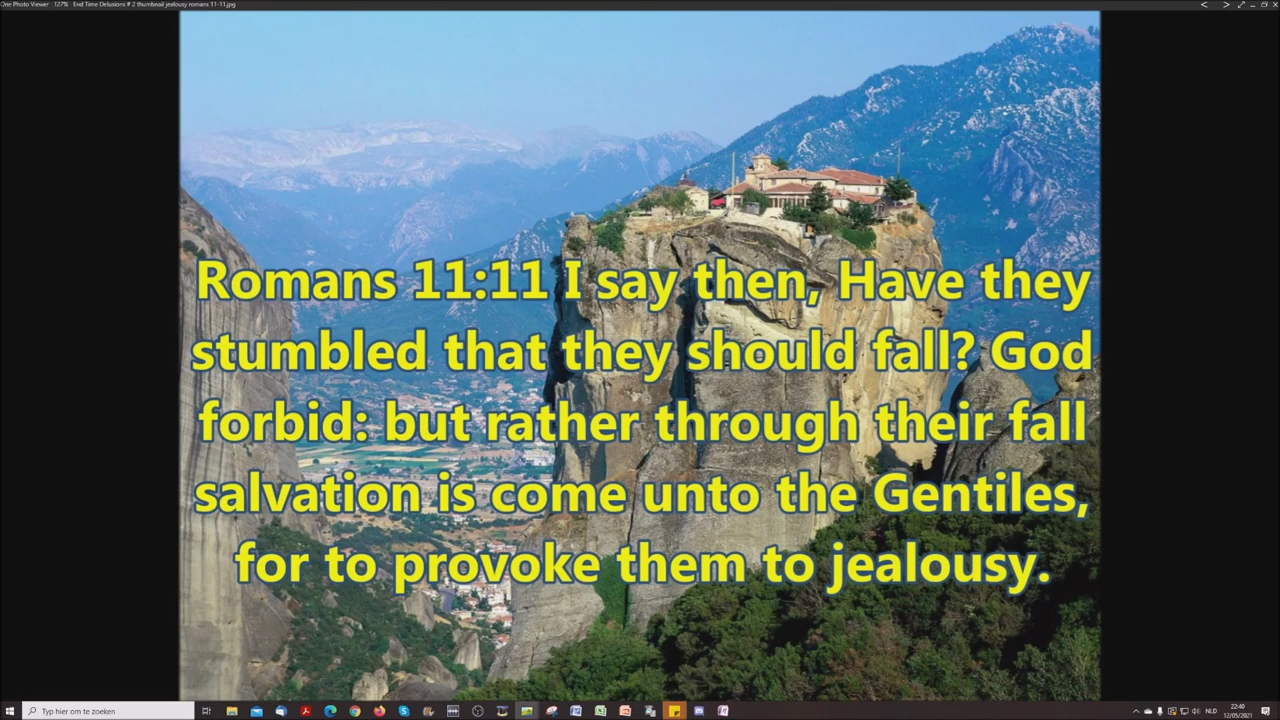 One Photo Viewer 127% End Time Delusions # 2 thumbnail jealousy romans 11-11.jpg
Romans 11:11 I say then, Have they
stumbled that they should fall? God
forbid: but rather through their fall
salvation is come unto the Gentiles,
for to provoke them to jealousy.
Typ hier om te zoeken
NLD
22:40
12/05/2021